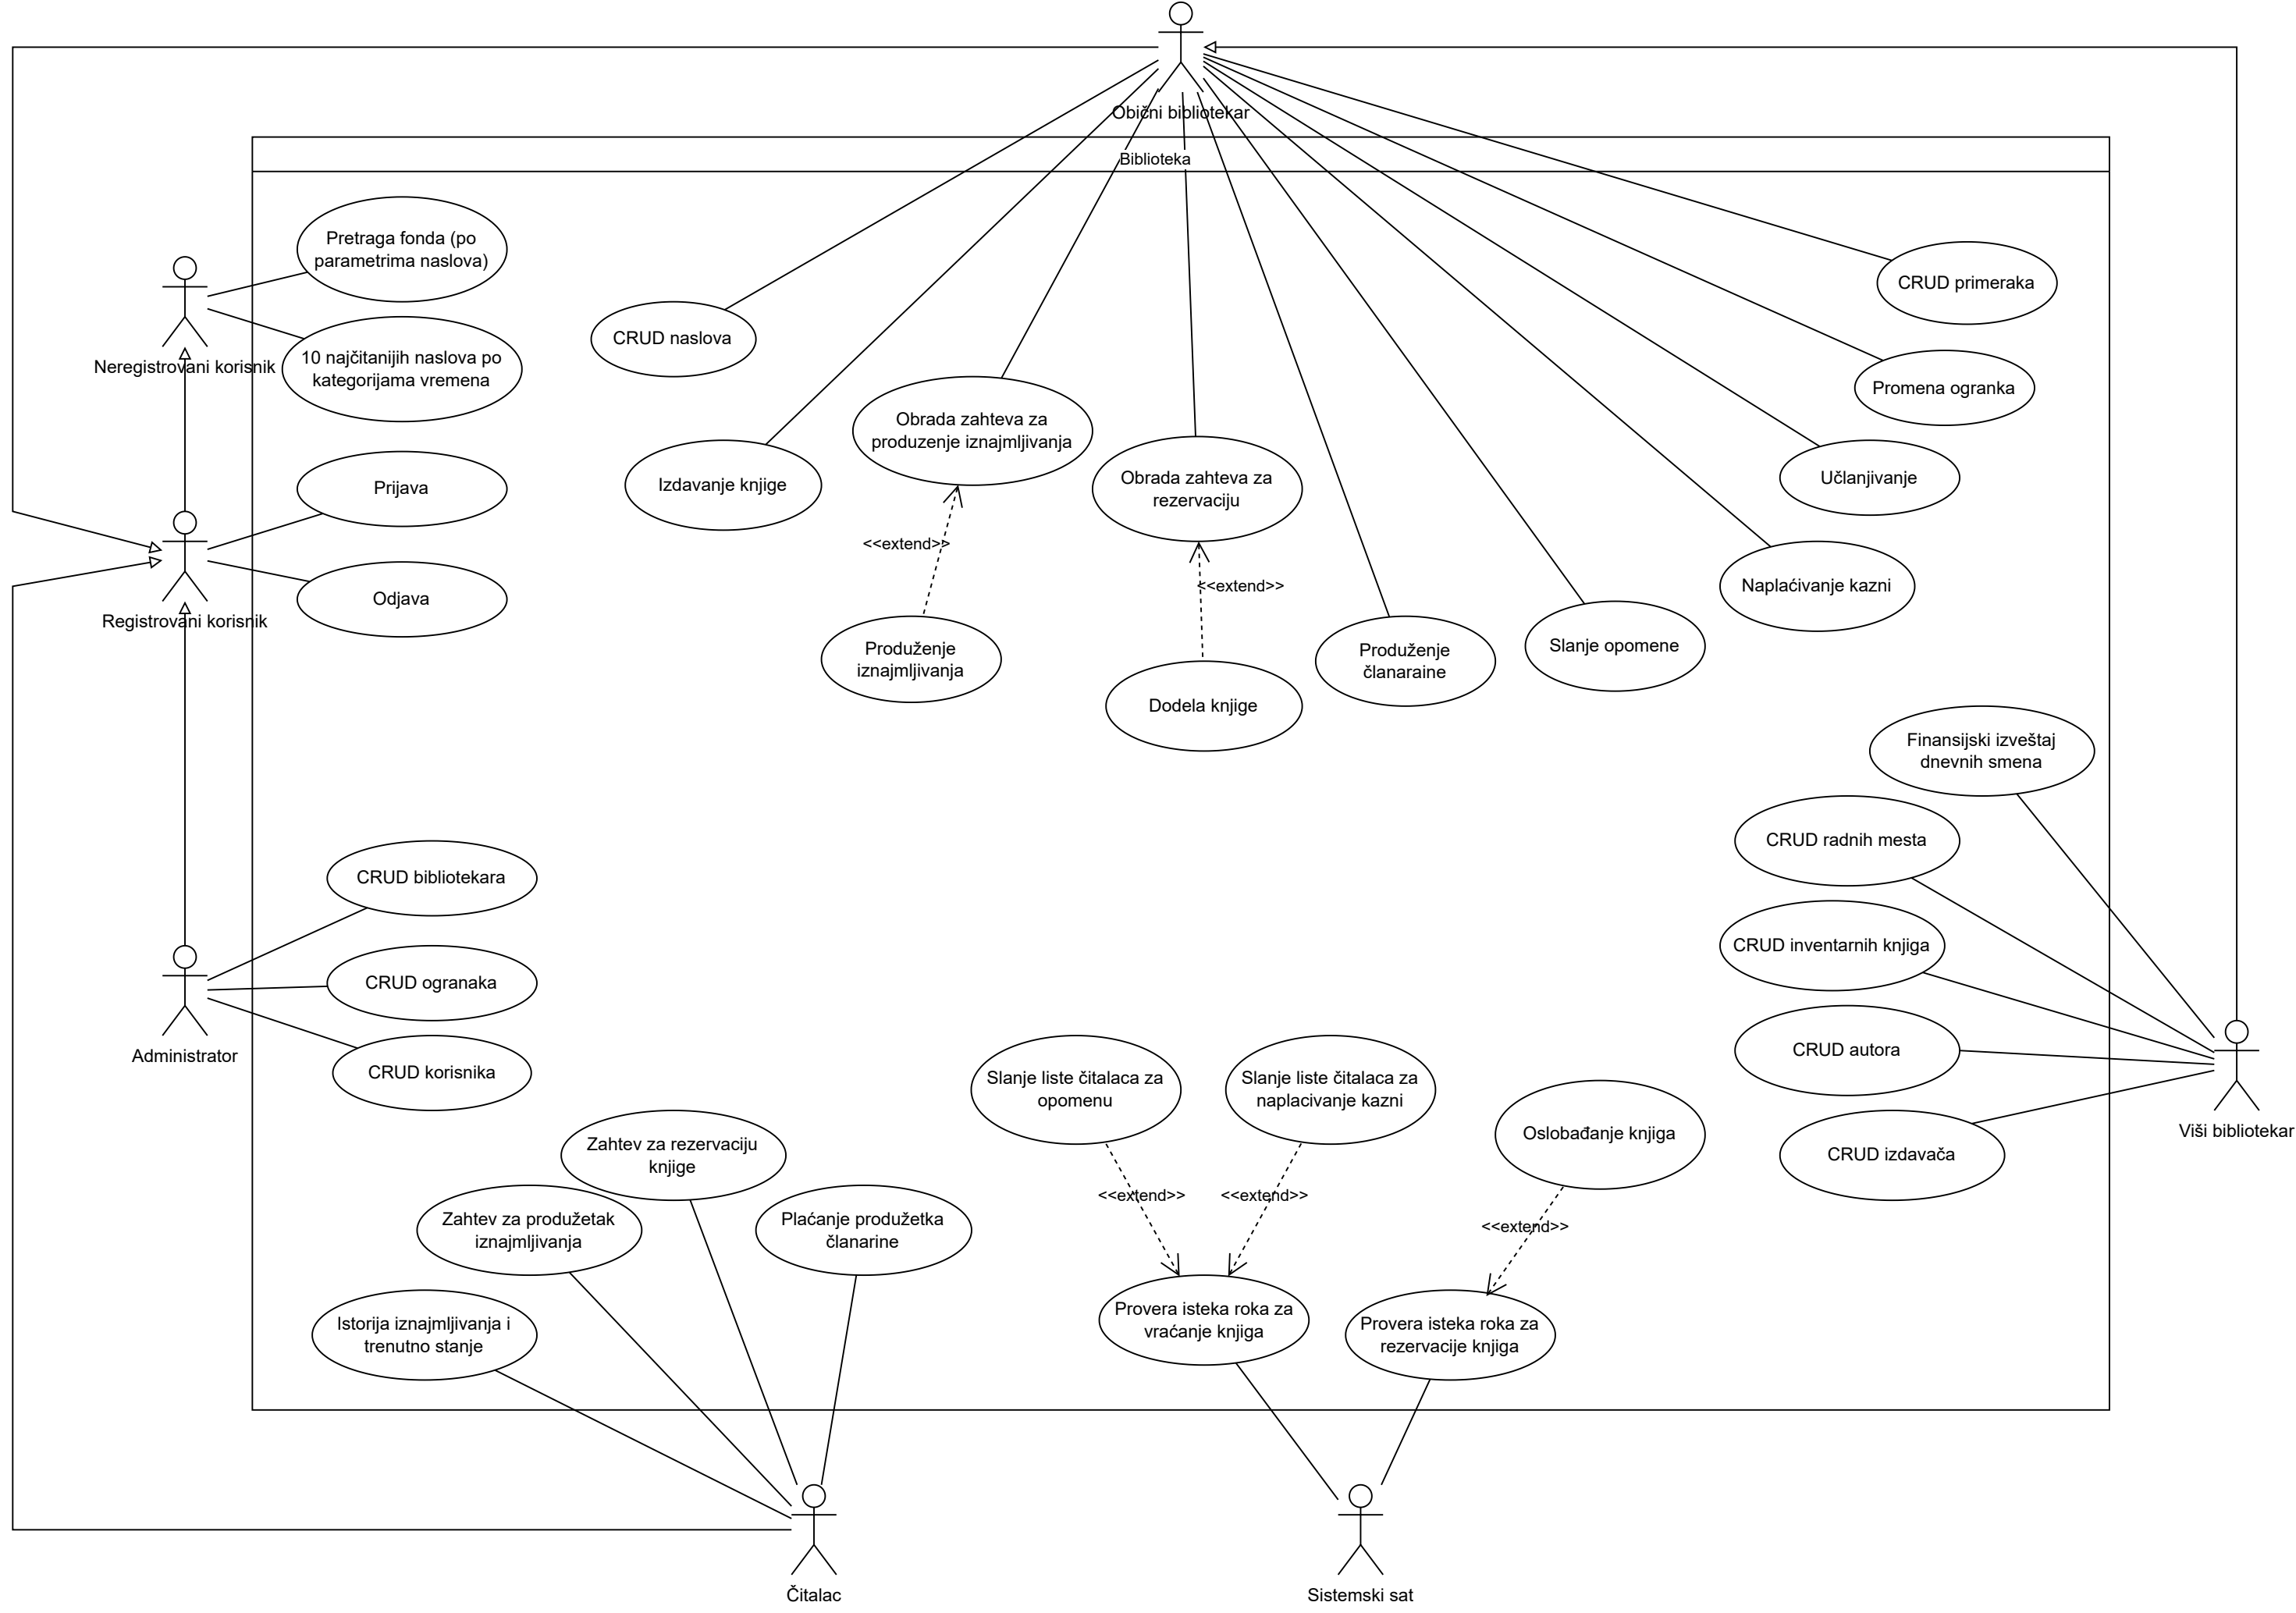 Obični bibliotekar
Biblioteka
Pretraga fonda (po
parametrima naslova)
Neregistrovani korisnik
10 najčitanijih naslova po
kategorijama vremena
Prijava
Odjava
Registrovani korisnik
CRUD naslova
Izdavanje knjige
Obrada zahteva za
produzenje iznajmljivanja
<<extend>>
Produženje
iznajmljivanja
Obrada zahteva za
rezervaciju
<<extend>>
Dodela knjige
Produženje
članaraine
Slanje opomene
Naplaćivanje kazni
Učlanjivanje
Promena ogranka
CRUD primeraka
Finansijski izveštaj
dnevnih smena
CRUD radnih mesta
CRUD inventarnih knjiga
CRUD autora
CRUD izdavača
Viši bibliotekar
CRUD bibliotekara
CRUD ogranaka
CRUD korisnika
Administrator
Zahtev za rezervaciju
knjige
Zahtev za produžetak
iznajmljivanja
Plaćanje produžetka
članarine
Istorija iznajmljivanja i
trenutno stanje
Čitalac
Slanje liste čitalaca za
opomenu
Slanje liste čitalaca za
naplacivanje kazni
Oslobađanje knjiga
<<extend>>
<<extend>>
<<extend>>
Provera isteka roka za
vraćanje knjiga
Provera isteka roka za
rezervacije knjiga
Sistemski sat